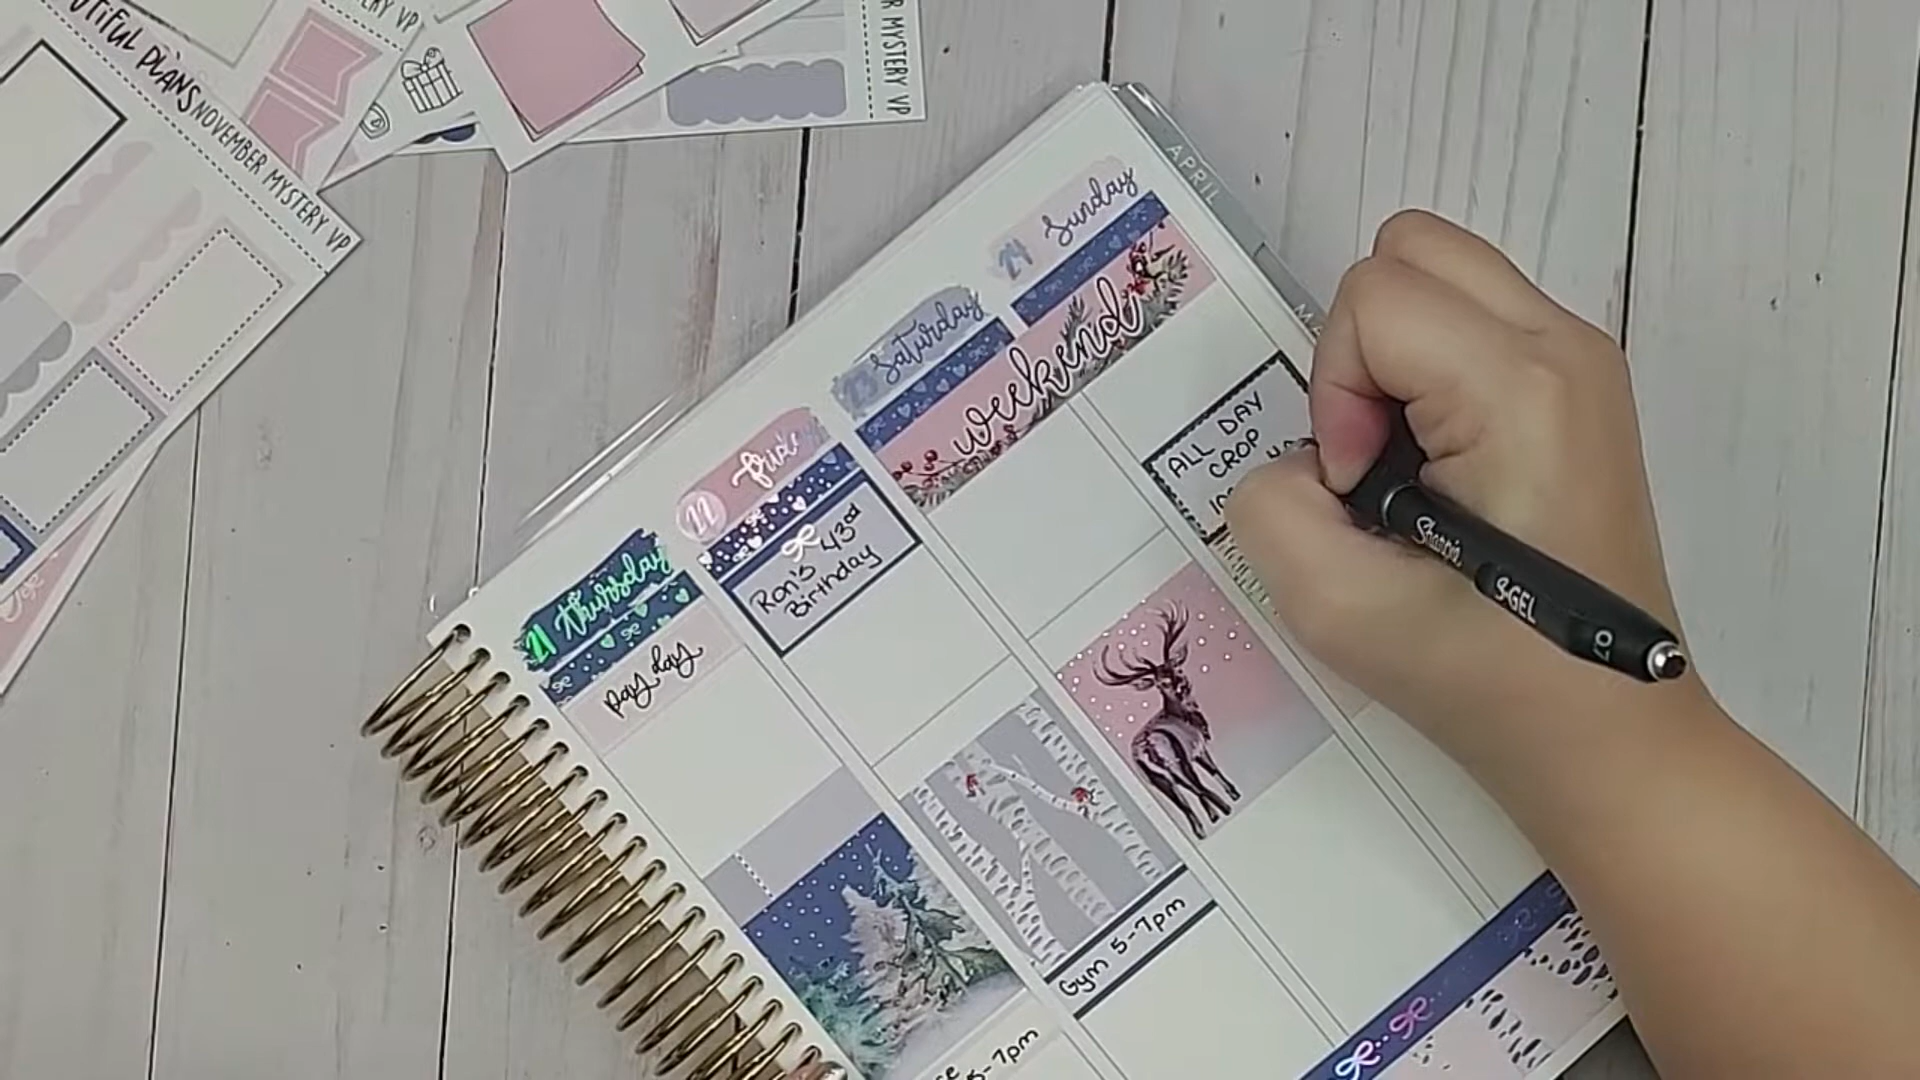 BEAUTIFUL PLANS
NOVEMBER MYSTERY VP
MYSTERY VP
APRIL
24 Sunday
23 Saturday
weekend
22 Friday
21 Thursday
ALL DAY
CROP
Ron's 43rd
Birthday
pay day
Gym 5-7pm
5-7pm
Sharpie
S·GEL
0.7